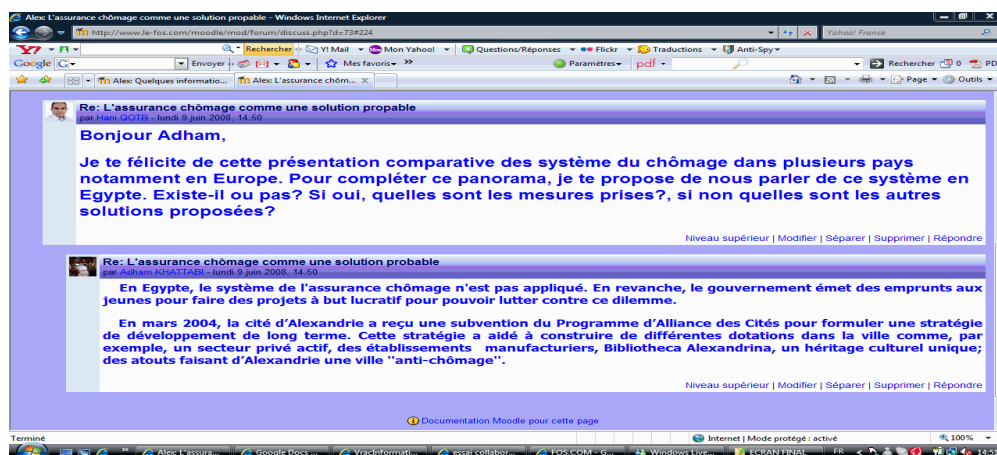 Alex: L'assurance chômage comme une solution propable - Windows Internet Explorer
http://www.le-fos.com/moodle/mod/forum/discuss.php?d=73#224
Yahoo! France
Rechercher Y! Mail Mon Yahoo! Questions/Réponses Flickr Traductions Anti-Spy
Google G Envoyer Mes favoris Paramètres pdf Rechercher 0 PD
Alex: Quelques informatio... Alex: L'assurance chôm... Page Outils
Re: L'assurance chômage comme une solution propable
par Hani QOTB - lundi 9 juin 2008, 14:50
Bonjour Adham,
Je te félicite de cette présentation comparative des système du chômage dans plusieurs pays
notamment en Europe. Pour compléter ce panorama, je te propose de nous parler de ce système en
Egypte. Existe-il ou pas? Si oui, quelles sont les mesures prises?, si non quelles sont les autres
solutions proposées?
Niveau supérieur | Modifier | Séparer | Supprimer | Répondre
Re: L'assurance chômage comme une solution probable
par Adham KHATTABI - lundi 9 juin 2008, 14:50
En Egypte, le système de l'assurance chômage n'est pas appliqué. En revanche, le gouvernement émet des emprunts aux
jeunes pour faire des projets à but lucratif pour pouvoir lutter contre ce dilemme.
En mars 2004, la cité d'Alexandrie a reçu une subvention du Programme d'Alliance des Cités pour formuler une stratégie
de développement de long terme. Cette stratégie a aidé à construire de différentes dotations dans la ville comme, par
exemple, un secteur privé actif, des établissements manufacturiers, Bibliotheca Alexandrina, un héritage culturel unique;
des atouts faisant d'Alexandrie une ville "anti-chômage".
Niveau supérieur | Modifier | Séparer | Supprimer | Répondre
Documentation Moodle pour cette page
Terminé Internet | Mode protégé : activé 100%
Alex: L'assura... Google Docs ... VracInformati... essai collabor... FOS.COM - G... Windows Live... ECRAN FINAL FR